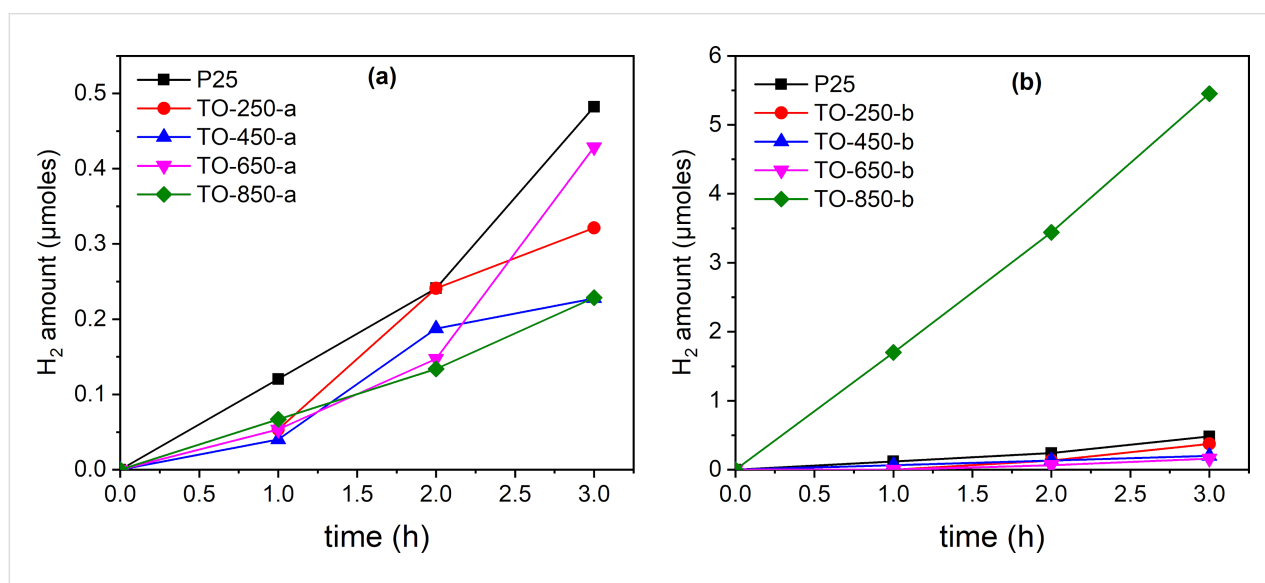 (a)
P25
TO-250-a
TO-450-a
TO-650-a
TO-850-a
H₂ amount (μmoles)
0.5
0.4
0.3
0.2
0.1
0.0
0.0 0.5 1.0 1.5 2.0 2.5 3.0
time (h)
(b)
P25
TO-250-b
TO-450-b
TO-650-b
TO-850-b
H₂ amount (μmoles)
6
5
4
3
2
1
0
0.0 0.5 1.0 1.5 2.0 2.5 3.0
time (h)